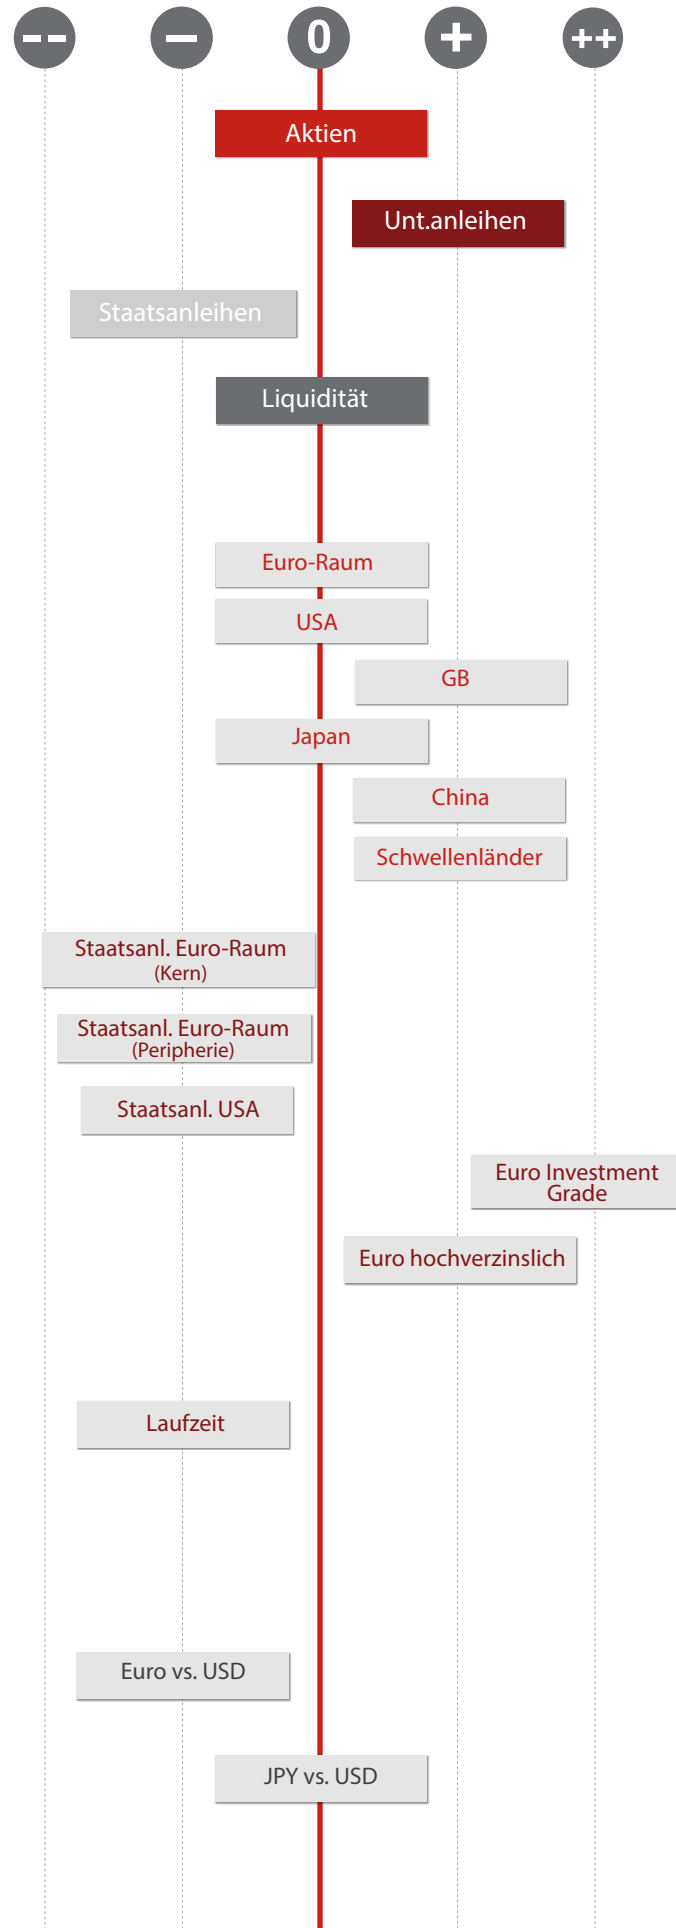 -- - 0 + ++
Aktien
Unt.anleihen
Staatsanleihen
Liquidität
Euro-Raum
USA
GB
Japan
China
Schwellenländer
Staatsanl. Euro-Raum
(Kern)
Staatsanl. Euro-Raum
(Peripherie)
Staatsanl. USA
Euro Investment
Grade
Euro hochverzinslich
Laufzeit
Euro vs. USD
JPY vs. USD